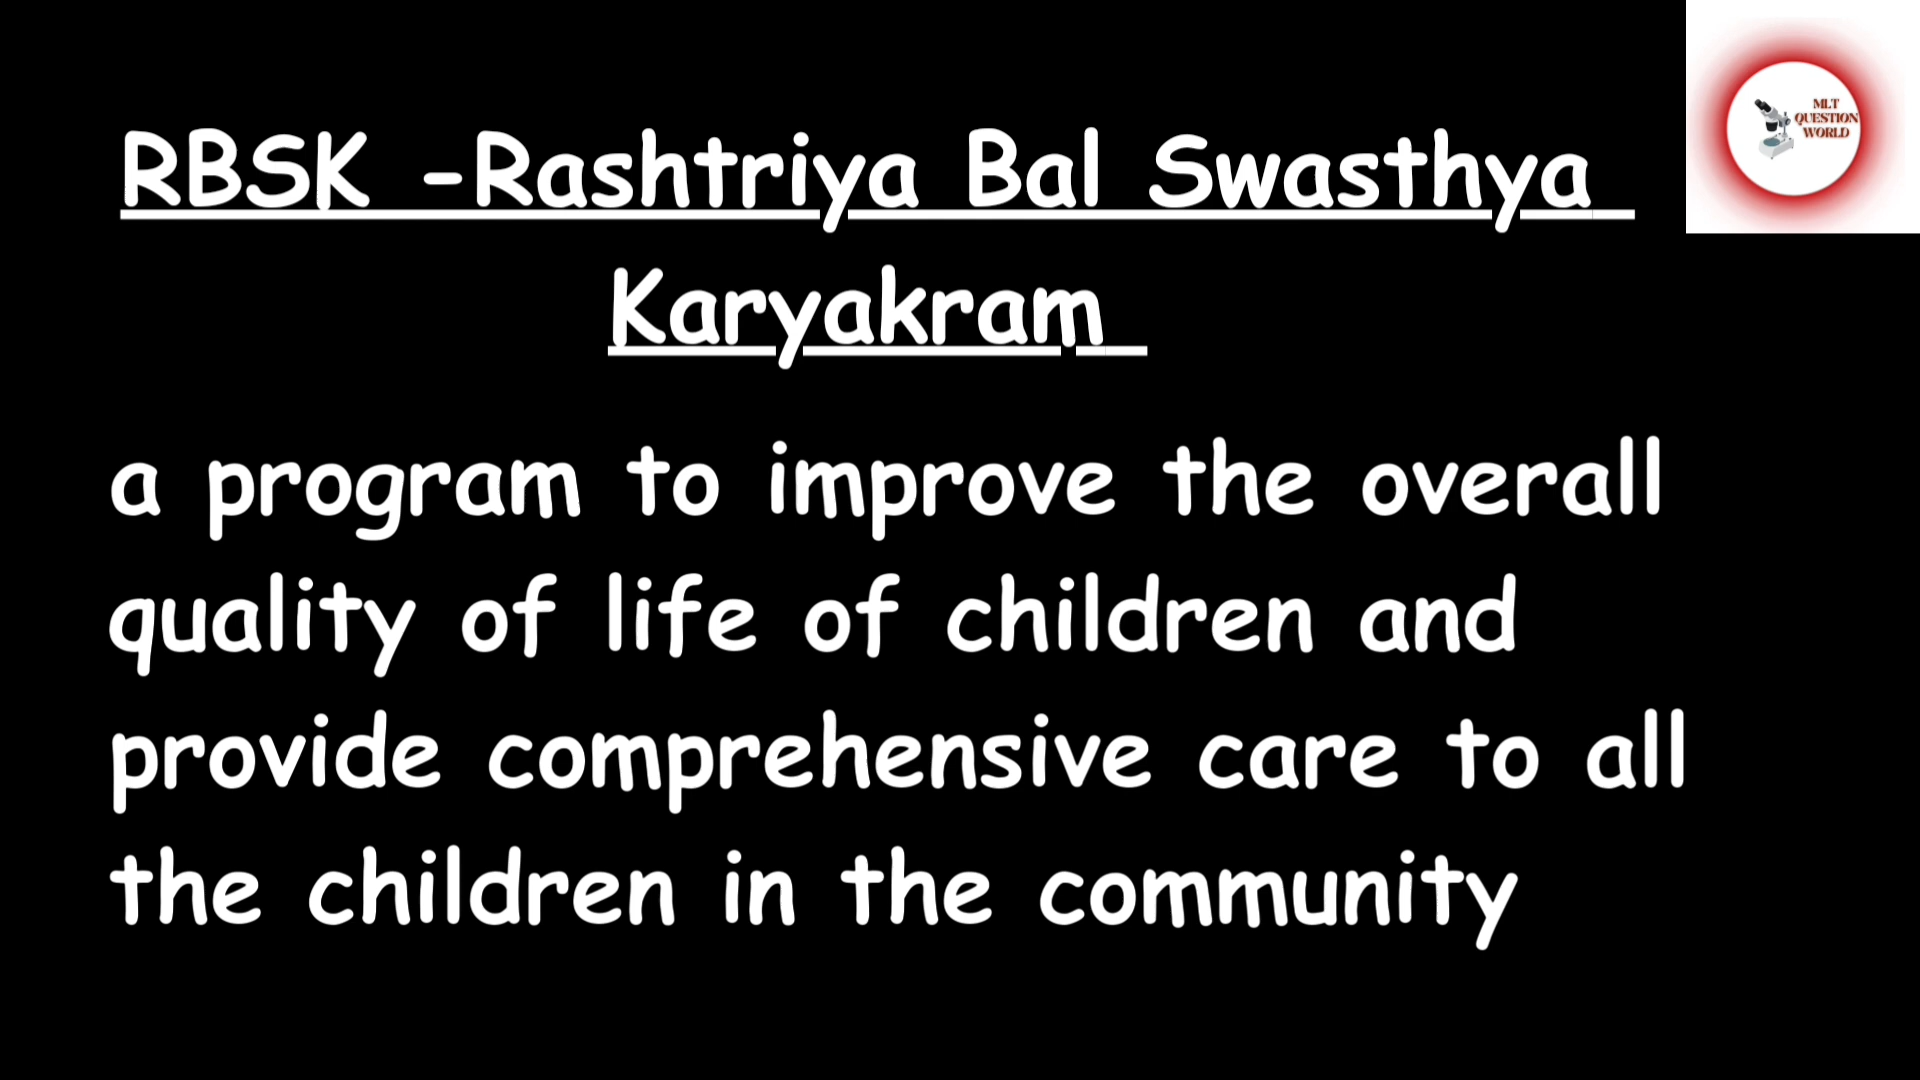 RBSK -Rashtriya Bal Swasthya
Karyakram
a program to improve the overall
quality of life of children and
provide comprehensive care to all
the children in the community
MLT
QUESTION
WORLD